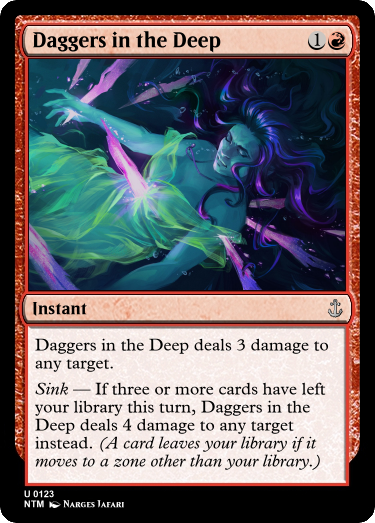 Daggers in the Deep 1
Instant
Daggers in the Deep deals 3 damage to
any target.
Sink — If three or more cards have left
your library this turn, Daggers in the
Deep deals 4 damage to any target
instead. (A card leaves your library if it
moves to a zone other than your library.)
U 0123
NTM Narges Jafari